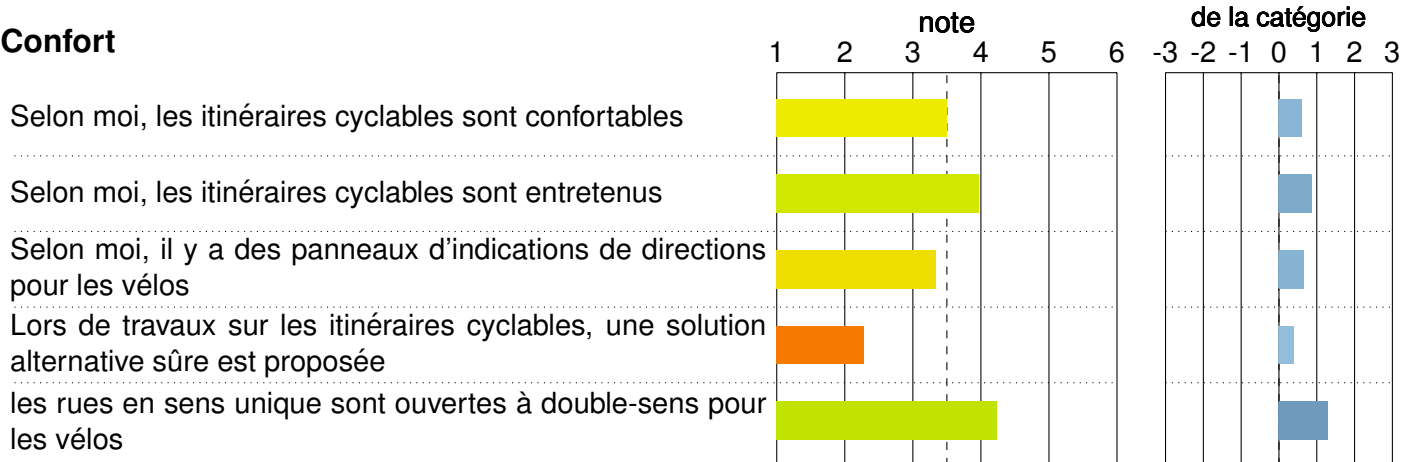 note
de la catégorie
Confort
1 2 3 4 5 6
-3 -2 -1 0 1 2 3
Selon moi, les itinéraires cyclables sont confortables
Selon moi, les itinéraires cyclables sont entretenus
Selon moi, il y a des panneaux d'indications de directions
pour les vélos
Lors de travaux sur les itinéraires cyclables, une solution
alternative sûre est proposée
les rues en sens unique sont ouvertes à double-sens pour
les vélos